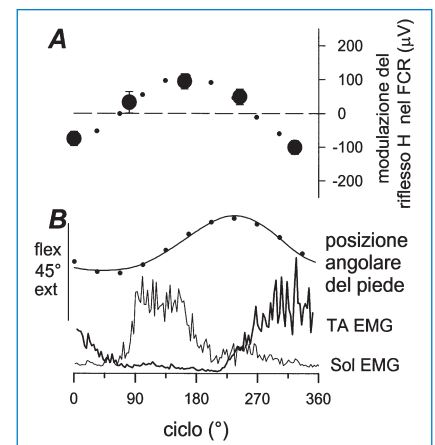 A
200
100
0
-100
-200
modulazione del
riflesso H nel FCR (μV)
B
flex
45°
ext
posizione
angolare
del piede
TA EMG
Sol EMG
0 90 180 270 360
ciclo (°)